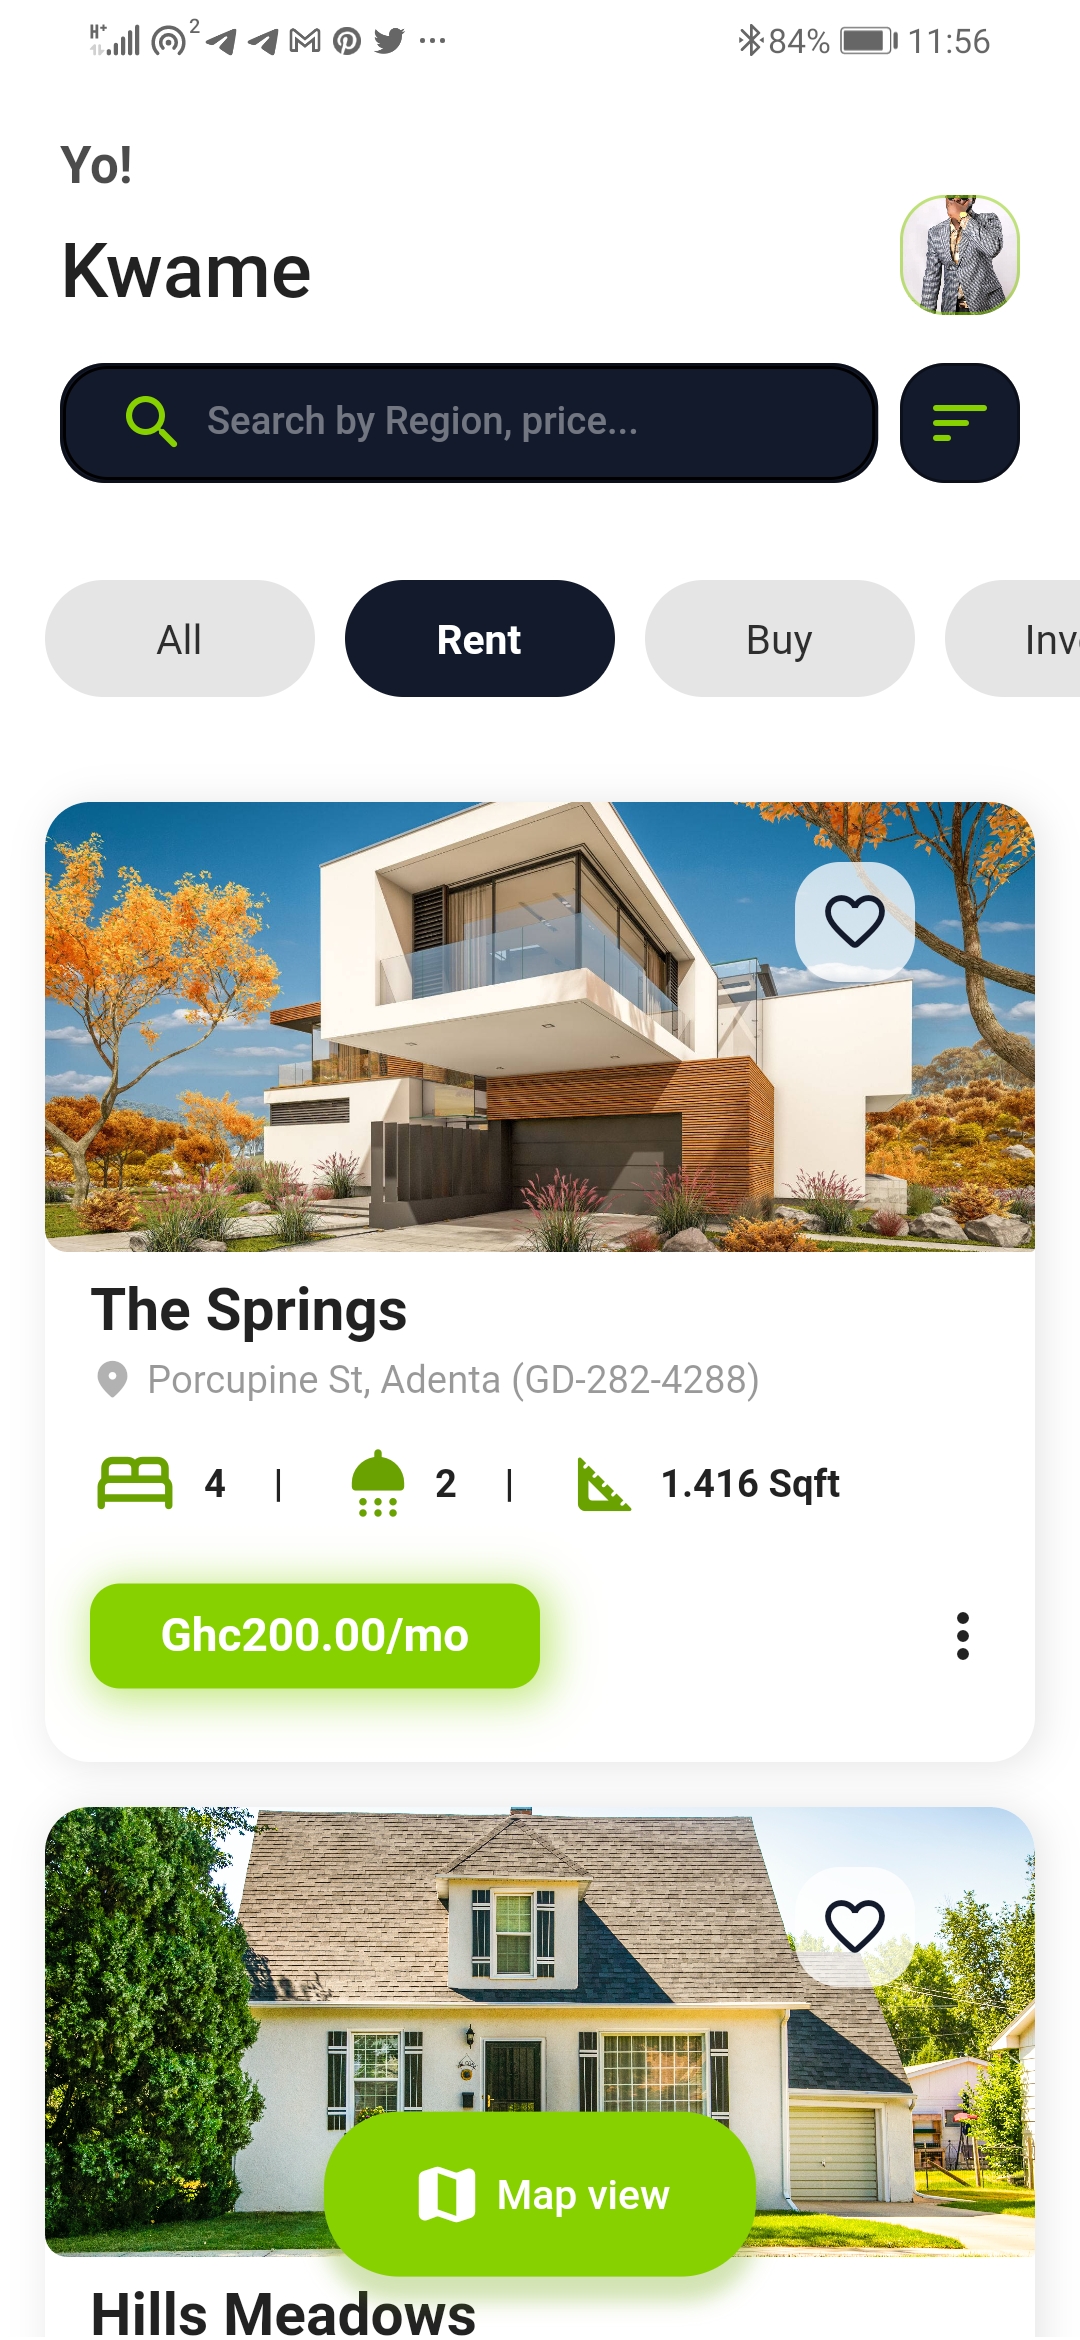 H+ 2 84% 11:56
Yo!
Kwame
Search by Region, price...
All Rent Buy Inv
The Springs
Porcupine St, Adenta (GD-282-4288)
4 | 2 | 1.416 Sqft
Ghc200.00/mo
Map view
Hills Meadows